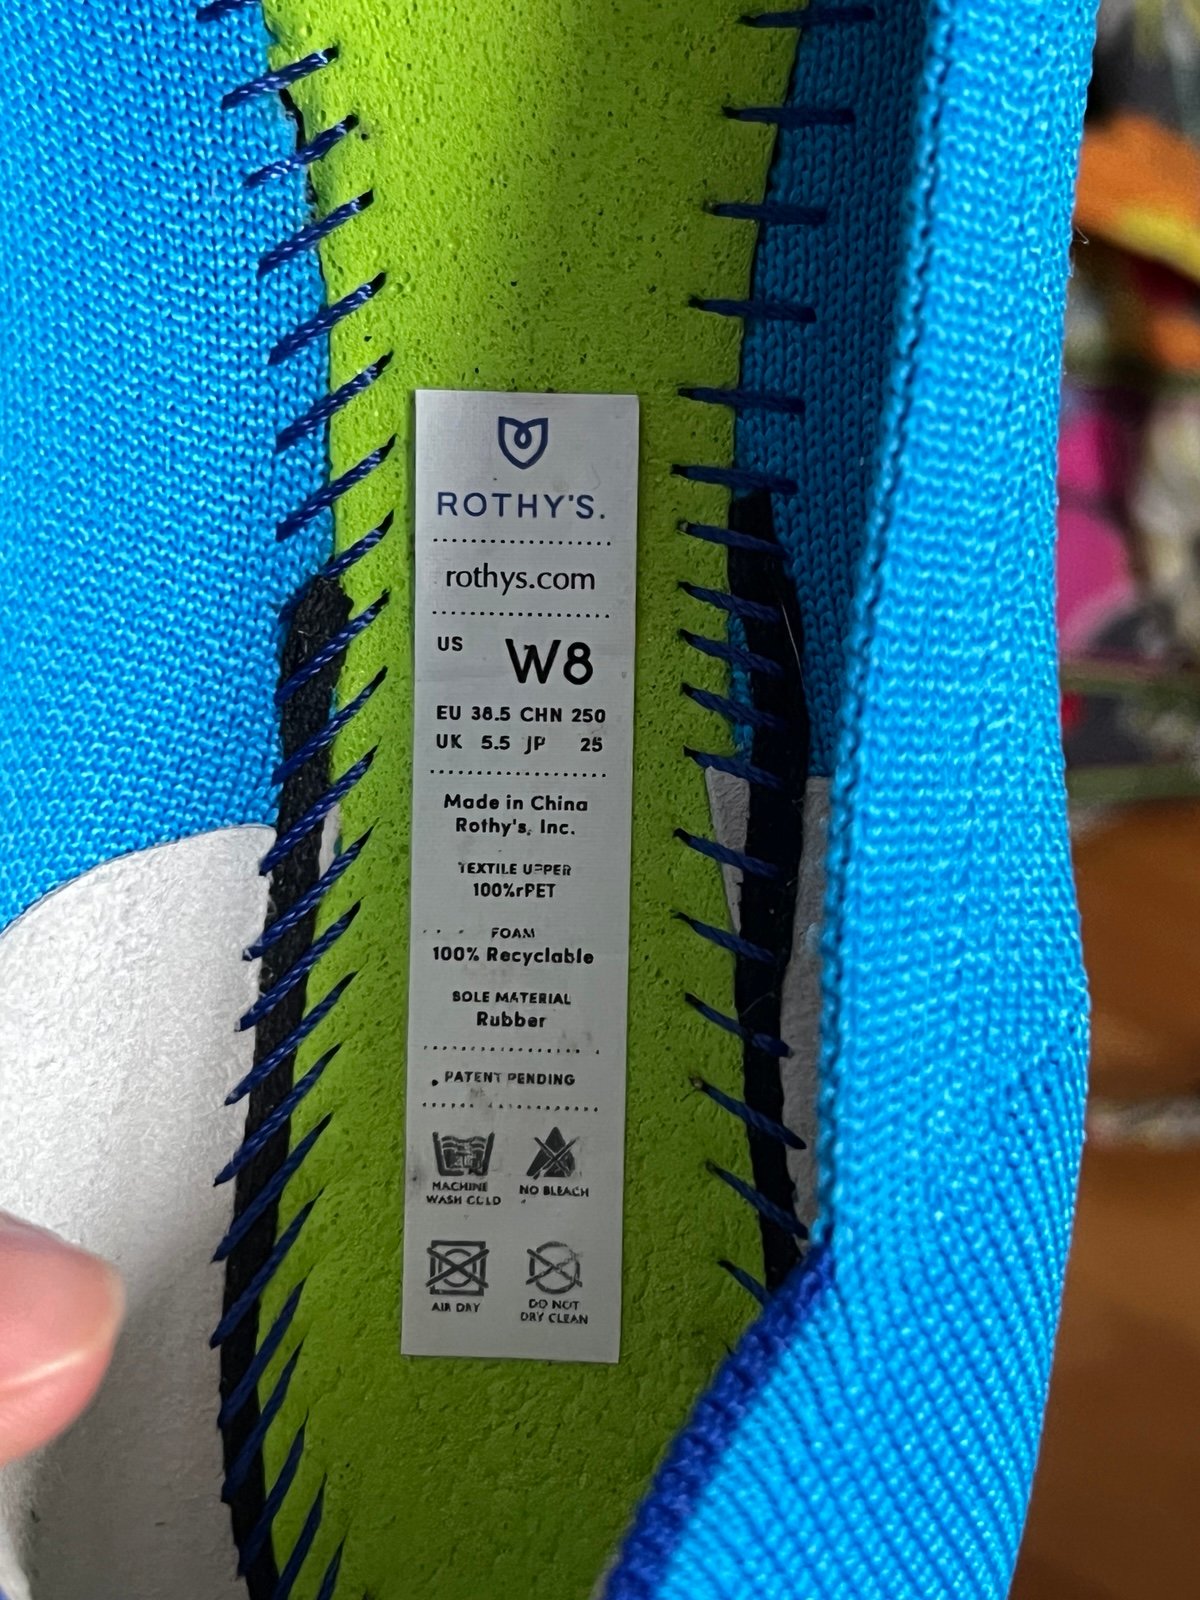 ROTHY'S.
rothys.com
US W8
EU 38.5 CHN 250
UK 5.5 JP 25
Made in China
Rothy's, Inc.
TEXTILE UPPER
100%rPET
FOAM
100% Recyclable
SOLE MATERIAL
Rubber
PATENT PENDING
MACHINE WASH COLD
NO BLEACH
AIR DRY
DO NOT DRY CLEAN